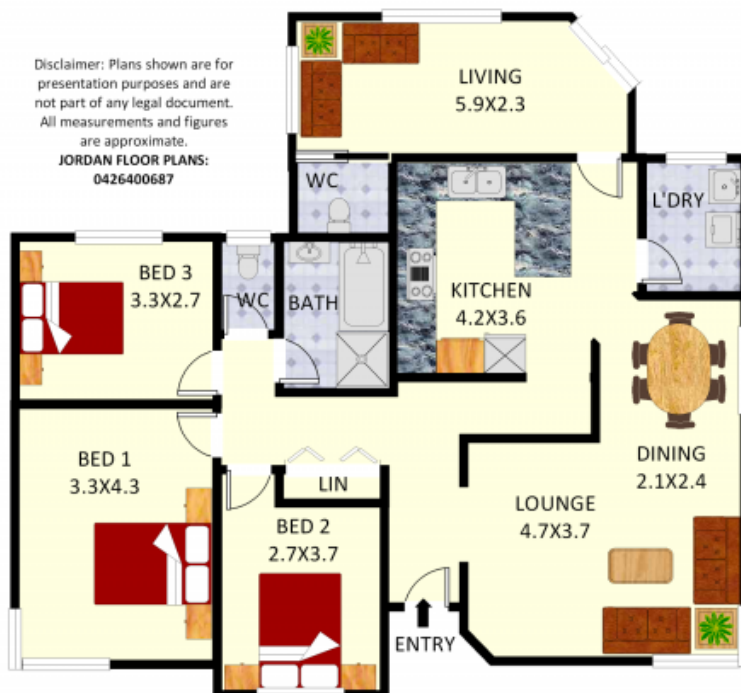 Disclaimer: Plans shown are for
presentation purposes and are
not part of any legal document.
All measurements and figures
are approximate.
JORDAN FLOOR PLANS:
0426400687
LIVING
5.9X2.3
WC
L'DRY
BED 3
3.3X2.7
WC
BATH
KITCHEN
4.2X3.6
BED 1
3.3X4.3
LIN
DINING
2.1X2.4
LOUNGE
4.7X3.7
BED 2
2.7X3.7
ENTRY